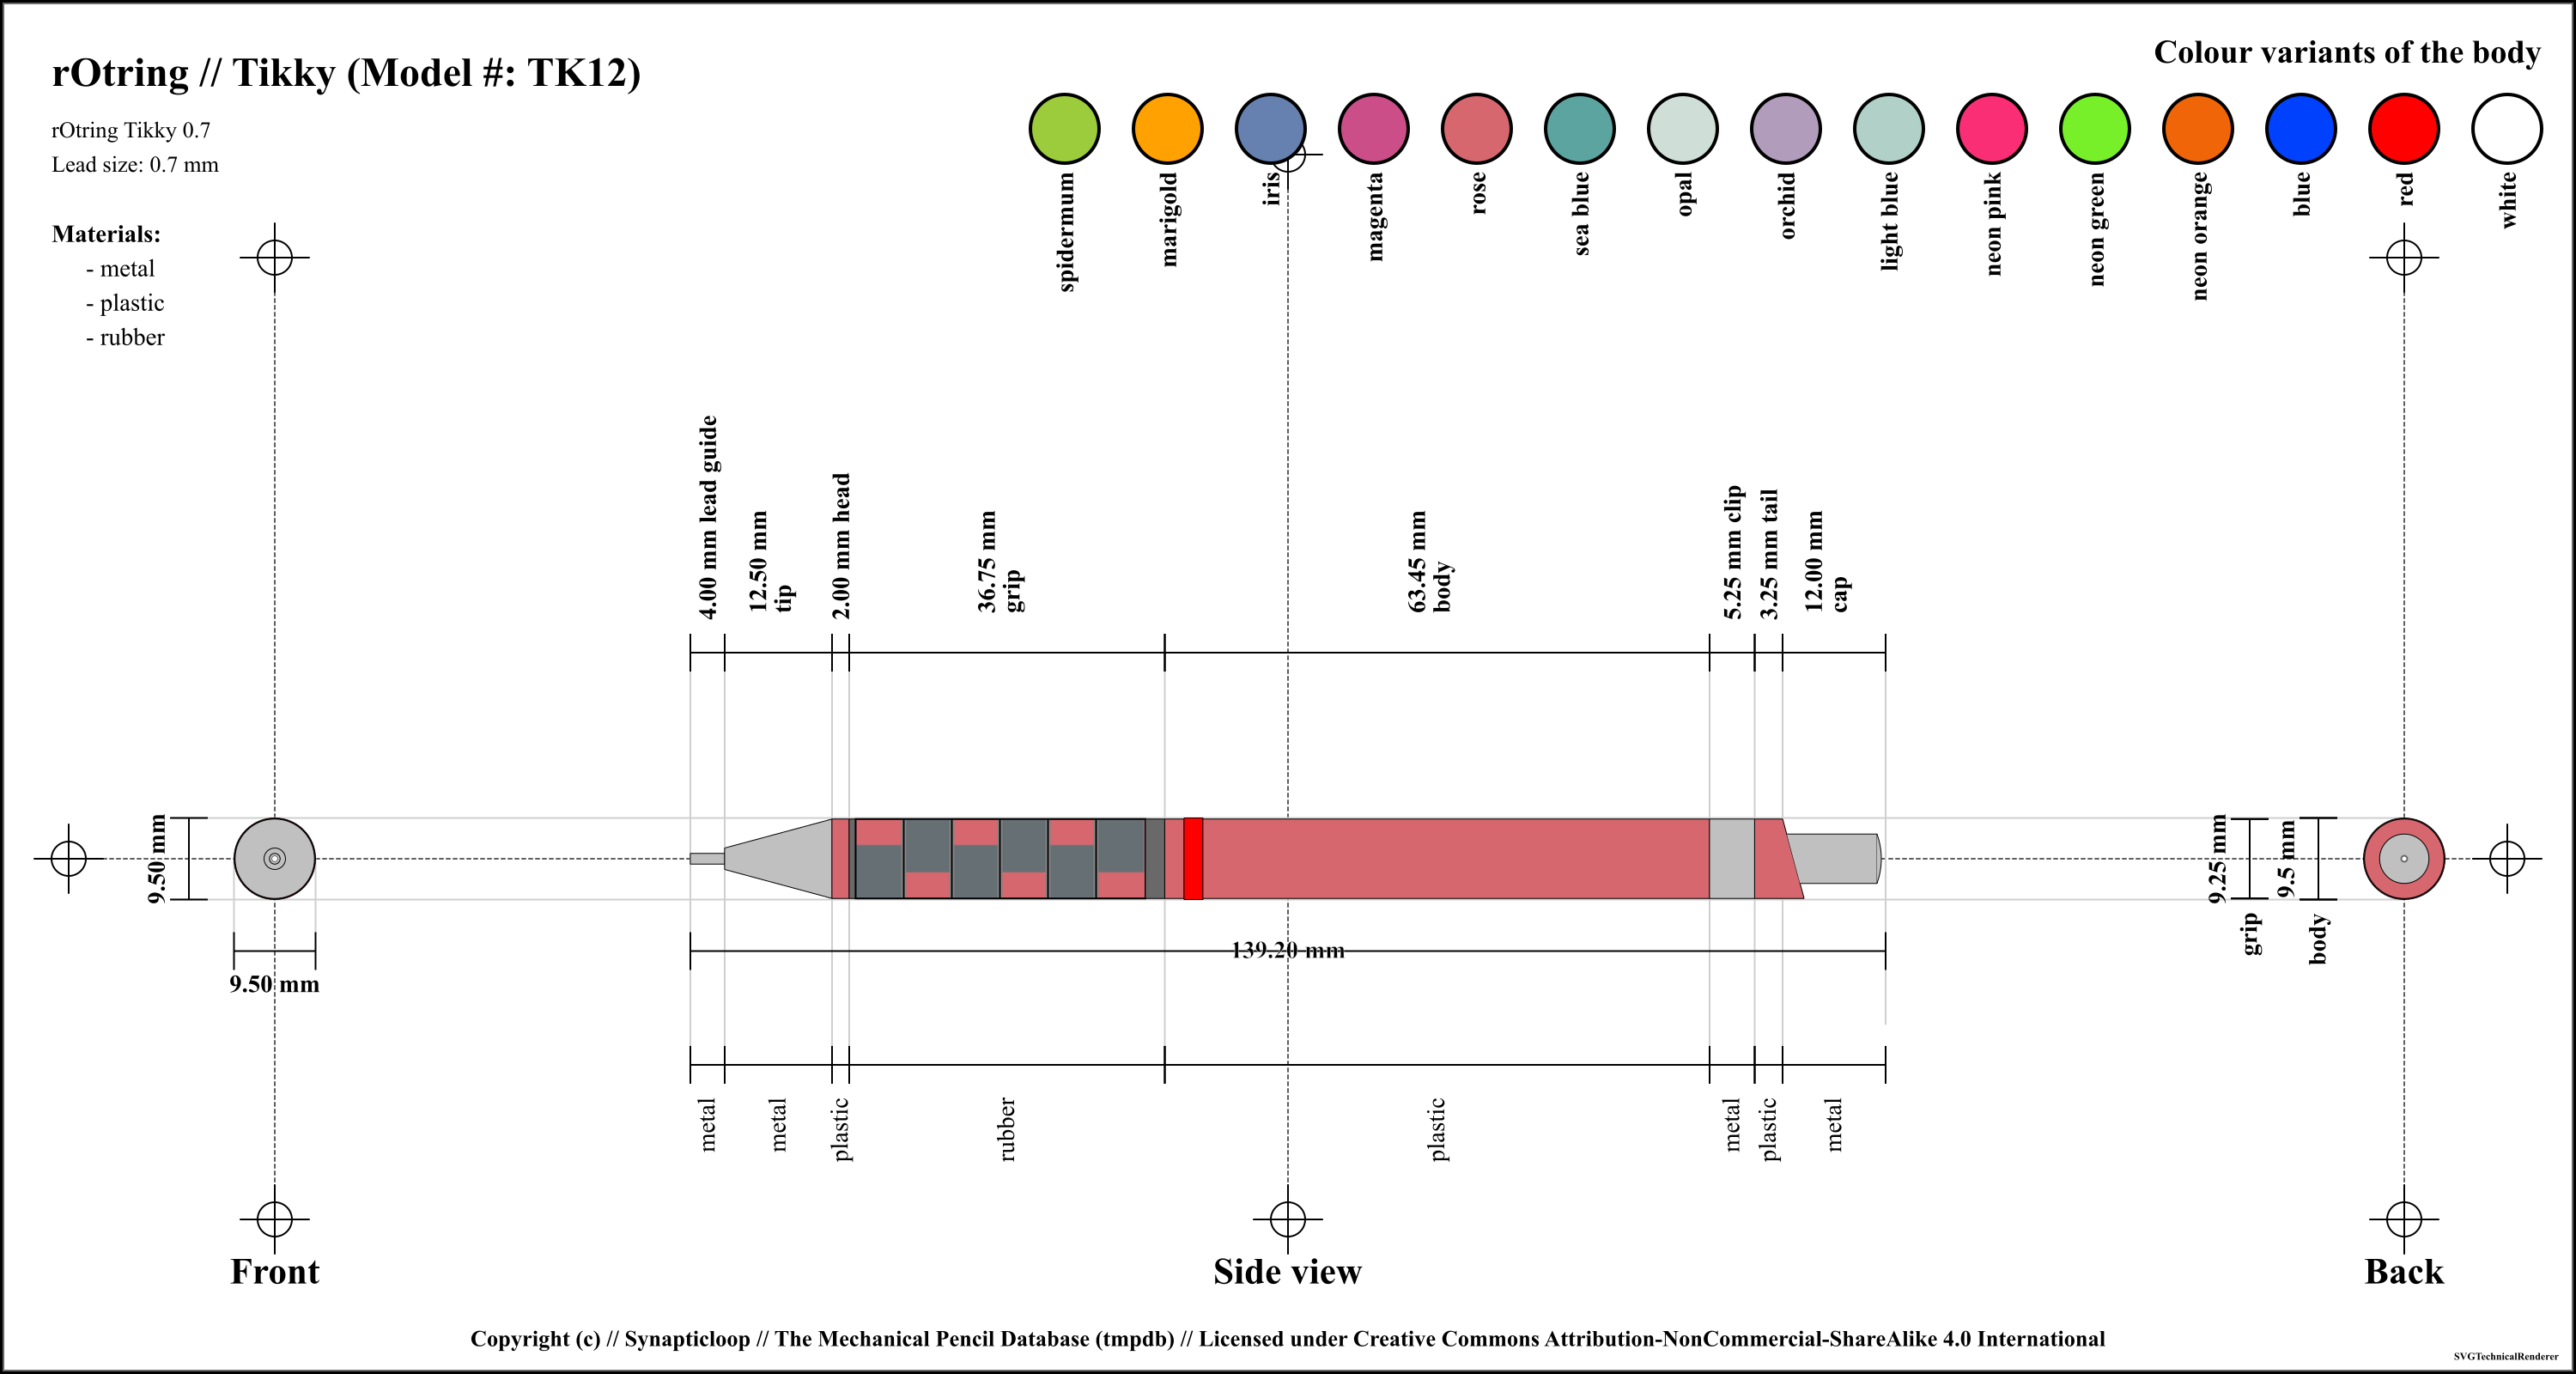 rOtring // Tikky (Model #: TK12)
rOtring Tikky 0.7
Lead size: 0.7 mm
Materials:
- metal
- plastic
- rubber
Colour variants of the body
spidermum
marigold
iris
magenta
rose
sea blue
opal
orchid
light blue
neon pink
neon green
neon orange
blue
red
white
4.00 mm lead guide
12.50 mm
tip
2.00 mm head
36.75 mm
grip
63.45 mm
body
5.25 mm clip
3.25 mm tail
12.00 mm
cap
9.50 mm
9.50 mm
139.20 mm
9.25 mm
grip
9.5 mm
body
metal
metal
plastic
rubber
plastic
metal
plastic
metal
Front
Side view
Back
Copyright (c) // Synapticloop // The Mechanical Pencil Database (tmpdb) // Licensed under Creative Commons Attribution-NonCommercial-ShareAlike 4.0 International
SVGTechnicalRenderer